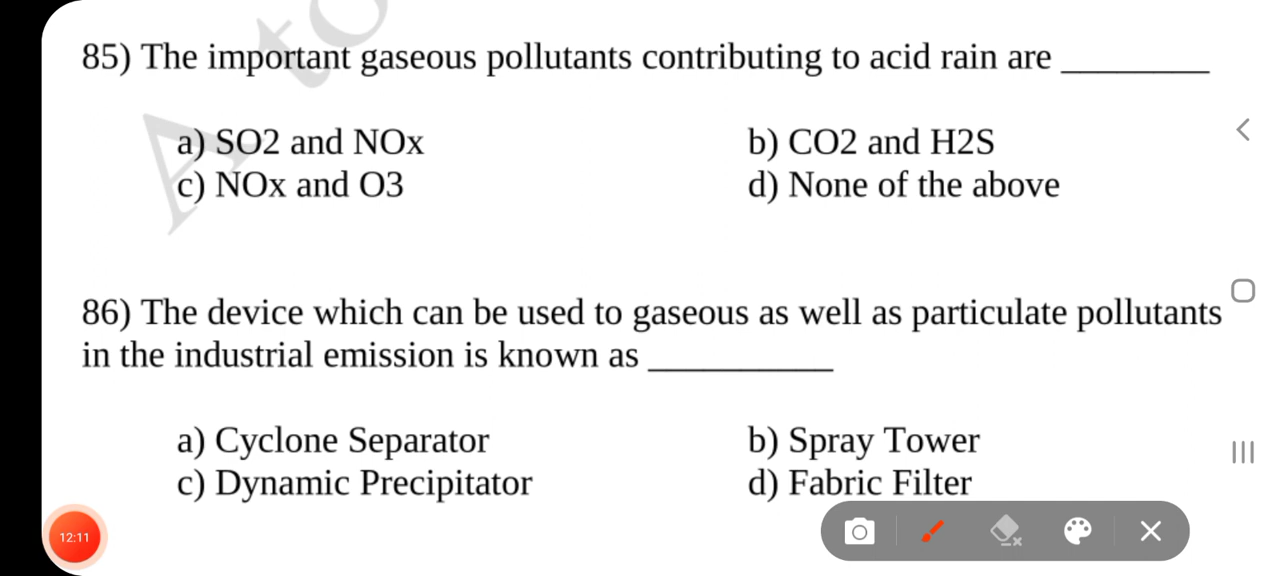 85) The important gaseous pollutants contributing to acid rain are ________
a) SO2 and NOx b) CO2 and H2S
c) NOx and O3 d) None of the above
86) The device which can be used to gaseous as well as particulate pollutants
in the industrial emission is known as __________
a) Cyclone Separator b) Spray Tower
c) Dynamic Precipitator d) Fabric Filter
12:11
A to